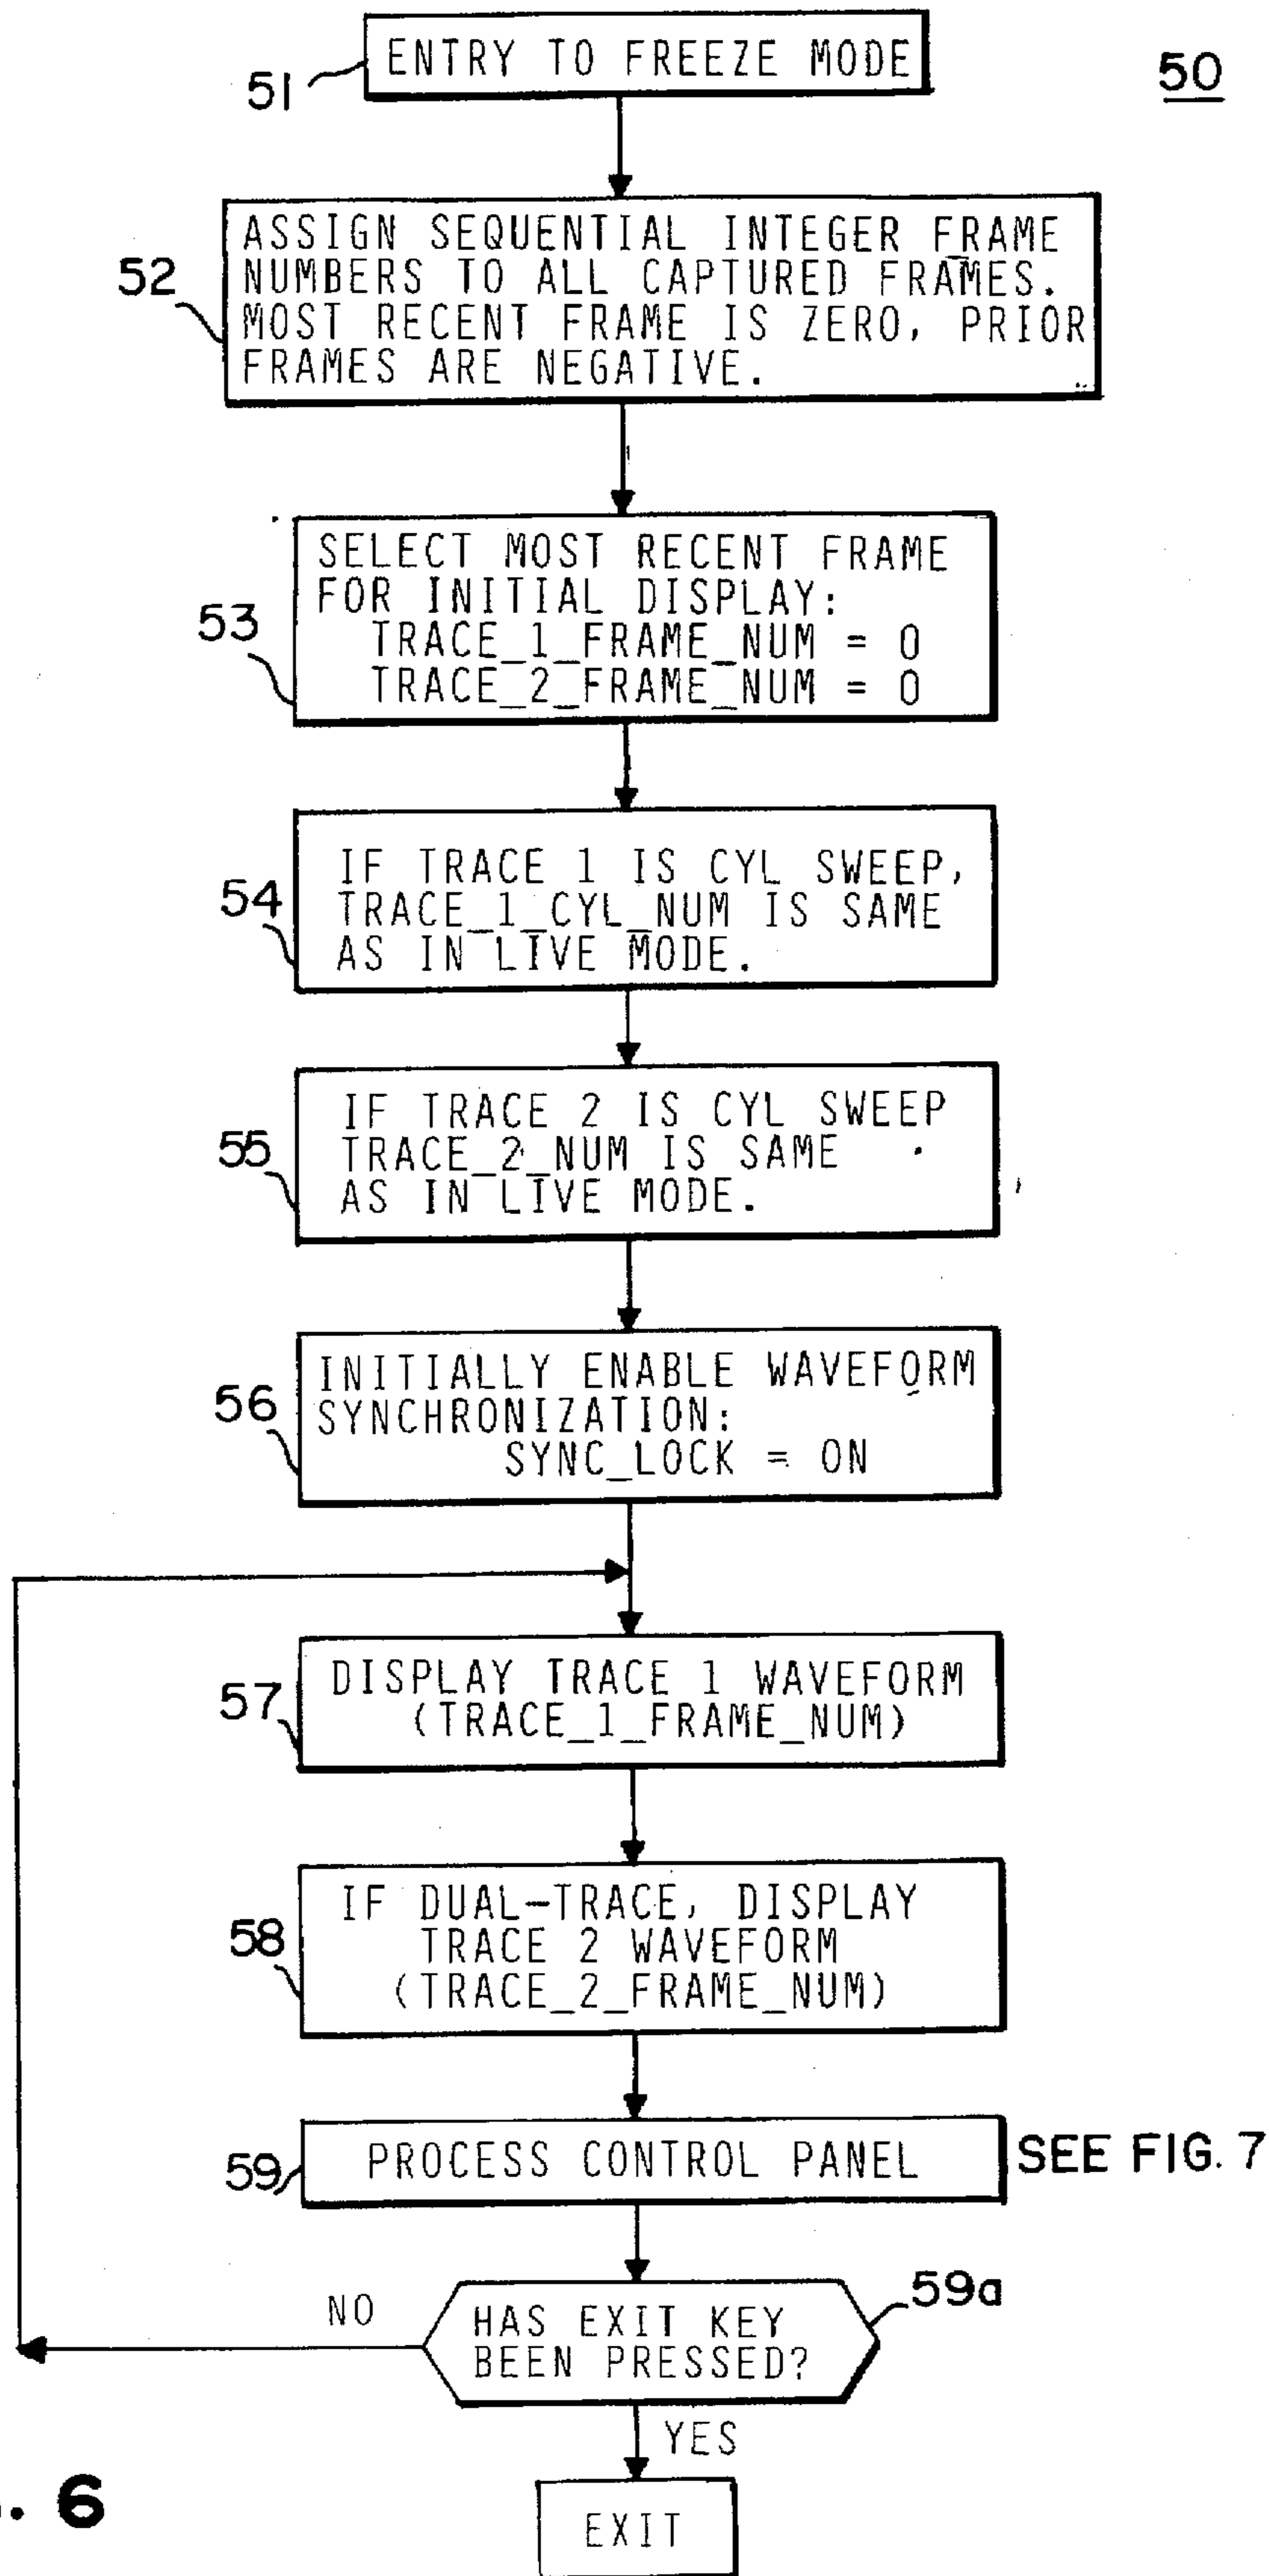 ENTRY TO FREEZE MODE
51
50
ASSIGN SEQUENTIAL INTEGER FRAME
NUMBERS TO ALL CAPTURED FRAMES.
MOST RECENT FRAME IS ZERO, PRIOR
FRAMES ARE NEGATIVE.
52
SELECT MOST RECENT FRAME
FOR INITIAL DISPLAY:
TRACE_1_FRAME_NUM = 0
TRACE_2_FRAME_NUM = 0
53
IF TRACE 1 IS CYL SWEEP,
TRACE_1_CYL_NUM IS SAME
AS IN LIVE MODE.
54
IF TRACE 2 IS CYL SWEEP
TRACE_2_NUM IS SAME
AS IN LIVE MODE.
55
INITIALLY ENABLE WAVEFORM
SYNCHRONIZATION:
SYNC_LOCK = ON
56
DISPLAY TRACE 1 WAVEFORM
(TRACE_1_FRAME_NUM)
57
IF DUAL-TRACE, DISPLAY
TRACE 2 WAVEFORM
(TRACE_2_FRAME_NUM)
58
PROCESS CONTROL PANEL
59
SEE FIG. 7
HAS EXIT KEY
BEEN PRESSED?
59a
NO
YES
EXIT
. 6